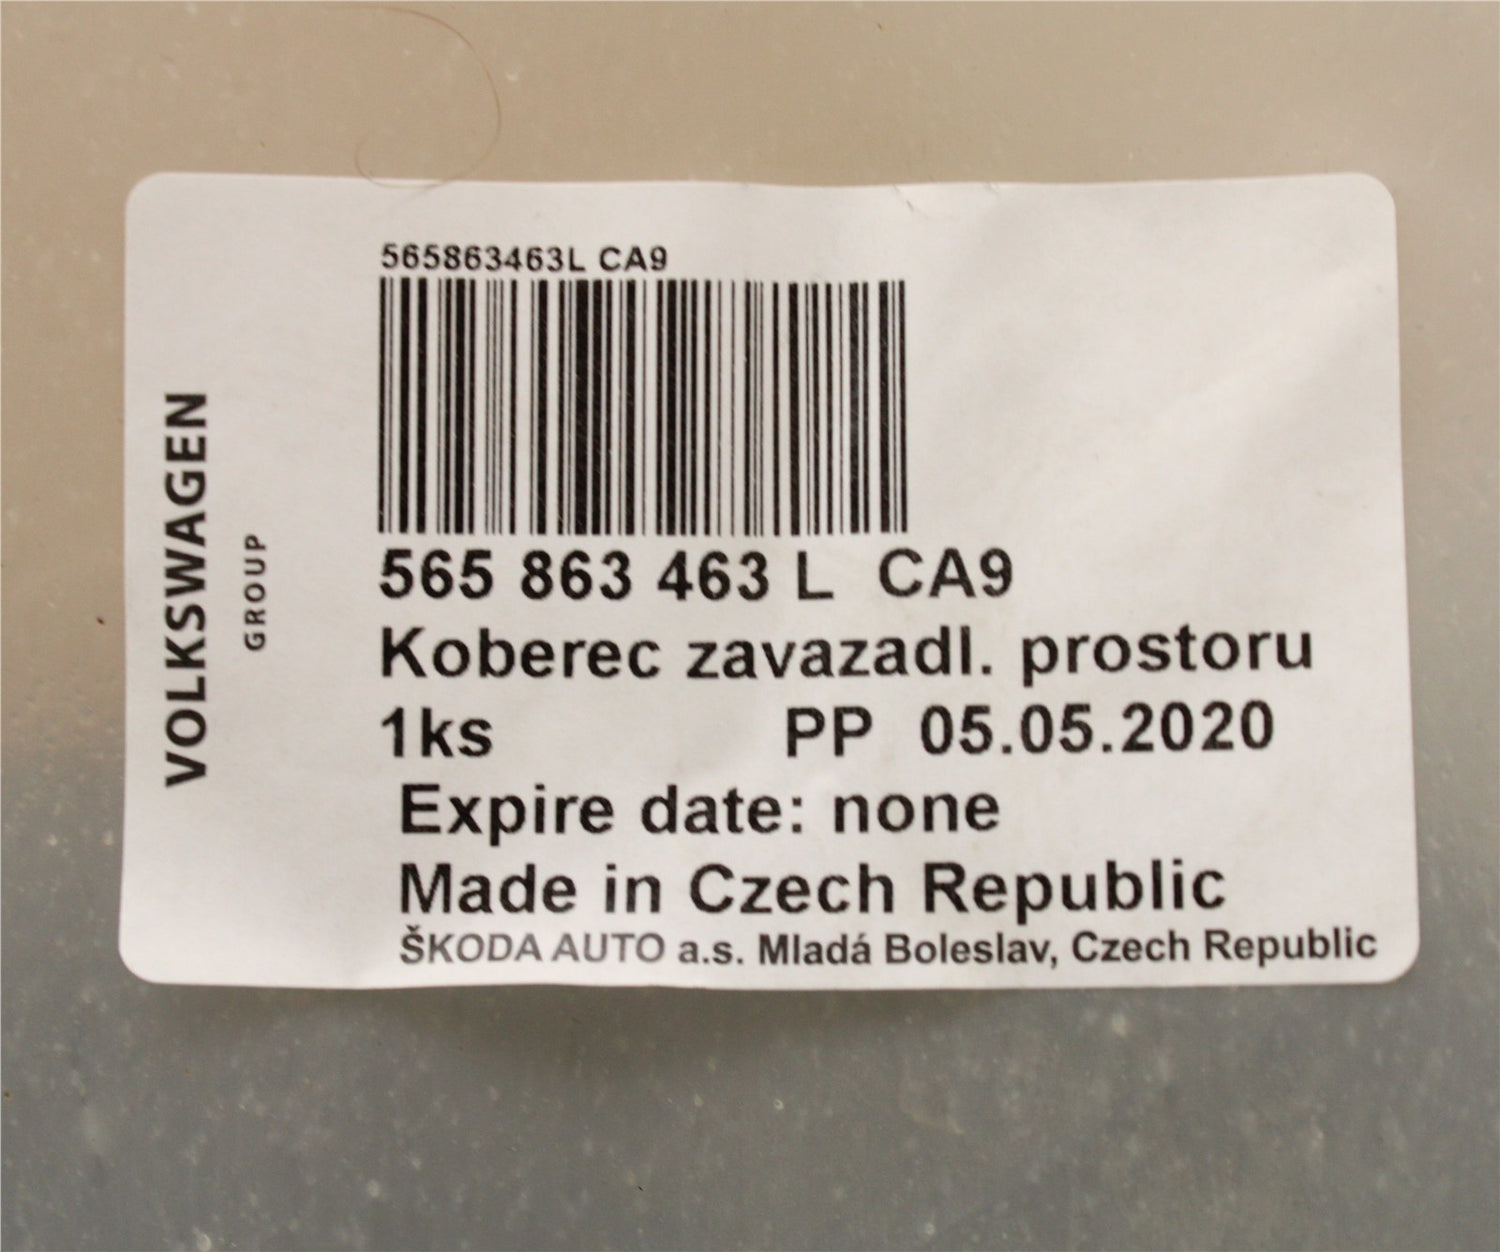 VOLKSWAGEN
GROUP
565863463L CA9
565 863 463 L CA9
Koberec zavazadl. prostoru
1ks PP 05.05.2020
Expire date: none
Made in Czech Republic
ŠKODA AUTO a.s. Mladá Boleslav, Czech Republic